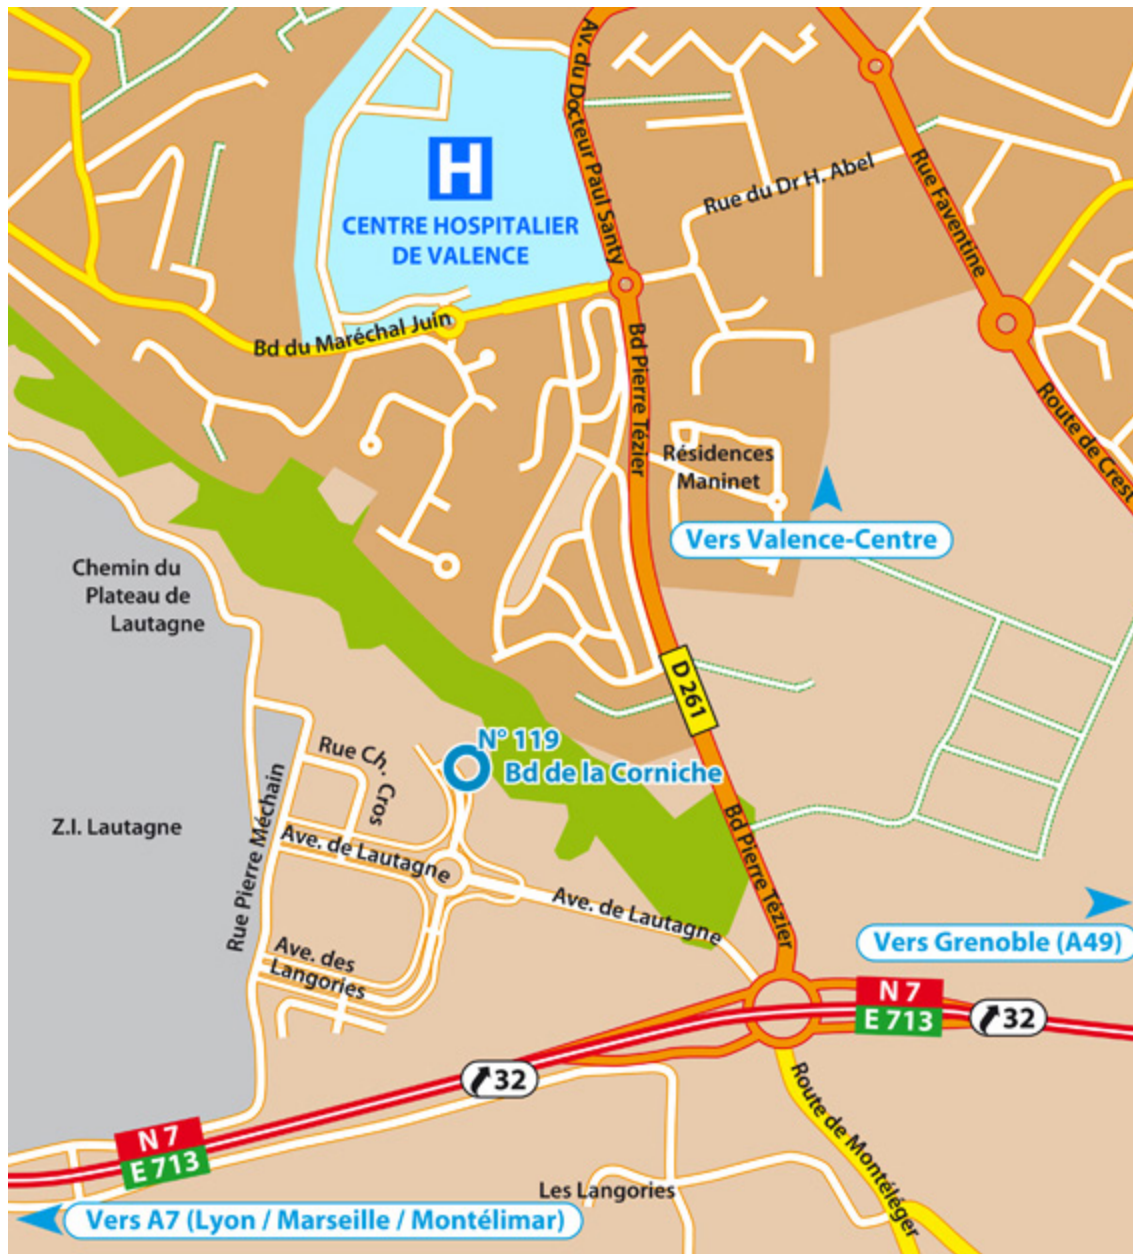 Av. du Docteur Paul Santy
H
CENTRE HOSPITALIER
DE VALENCE
Rue du Dr H. Abel
Rue Faventine
Bd du Maréchal Juin
Bd Pierre Tézier
Route de Crest
Résidences
Maninet
Vers Valence-Centre
Chemin du
Plateau de
Lautagne
D 261
N° 119
Bd de la Corniche
Rue Ch. Cros
Z.I. Lautagne
Rue Pierre Méchain
Ave. de Lautagne
Bd Pierre Tézier
Ave. de Lautagne
Vers Grenoble (A49)
Ave. des
Langories
N 7
E 713
32
32
Route de Montéléger
N 7
E 713
Les Langories
Vers A7 (Lyon / Marseille / Montélimar)